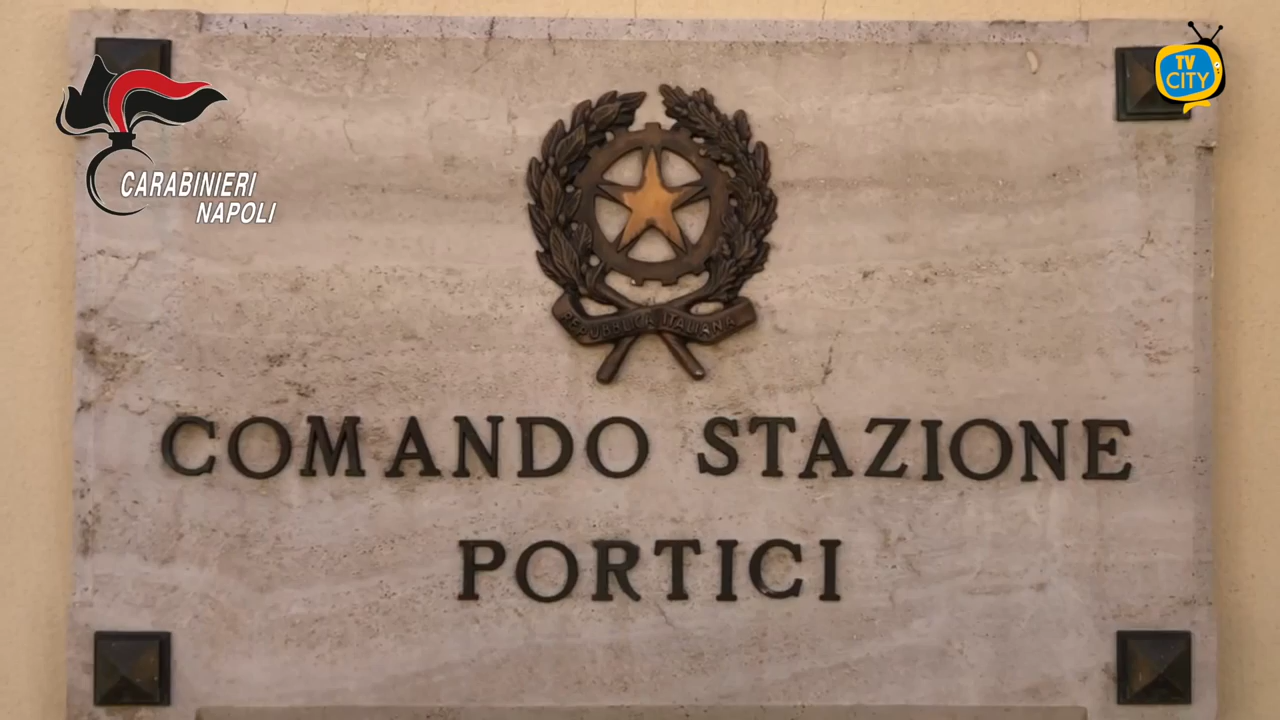 CARABINIERI
NAPOLI
TV
CITY
REPUBBLICA ITALIANA
COMANDO STAZIONE
PORTICI